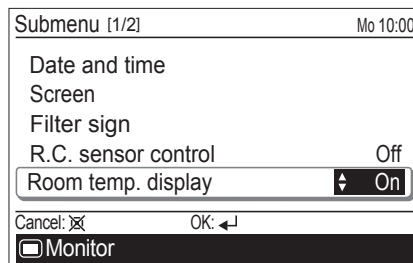 Submenu [1/2] Mo 10:00
Date and time
Screen
Filter sign
R.C. sensor control Off
Room temp. display On
Cancel: OK:
Monitor